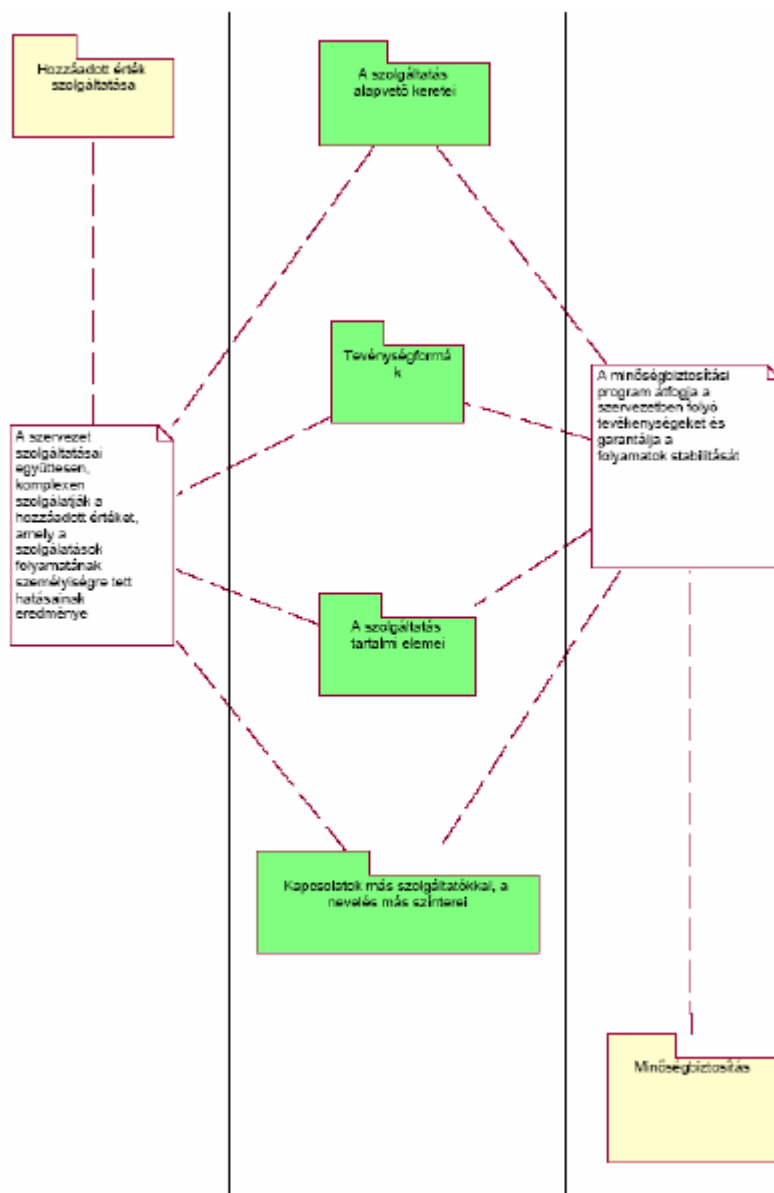 Hozzáadott érték
szolgáltatása
A szolgáltatás
alapvető keretei
Tevénységformá
k
A minőségbiztosítási
program átfogja a
szervezetben folyó
tevékenységeket és
garantálja a
folyamatok stabilitását
A szervezet
szolgáltatásai
együttesen,
komplexen
szolgálatják a
hozzáadott értéket,
amely a
szolgálatások
folyamatának
személyiségre tett
hatásainak
eredménye
A szolgáltatás
tartalmi elemei
Kapcsolatok más szolgáltatókkal, a
nevelés más színterei
Minőségbiztosítás